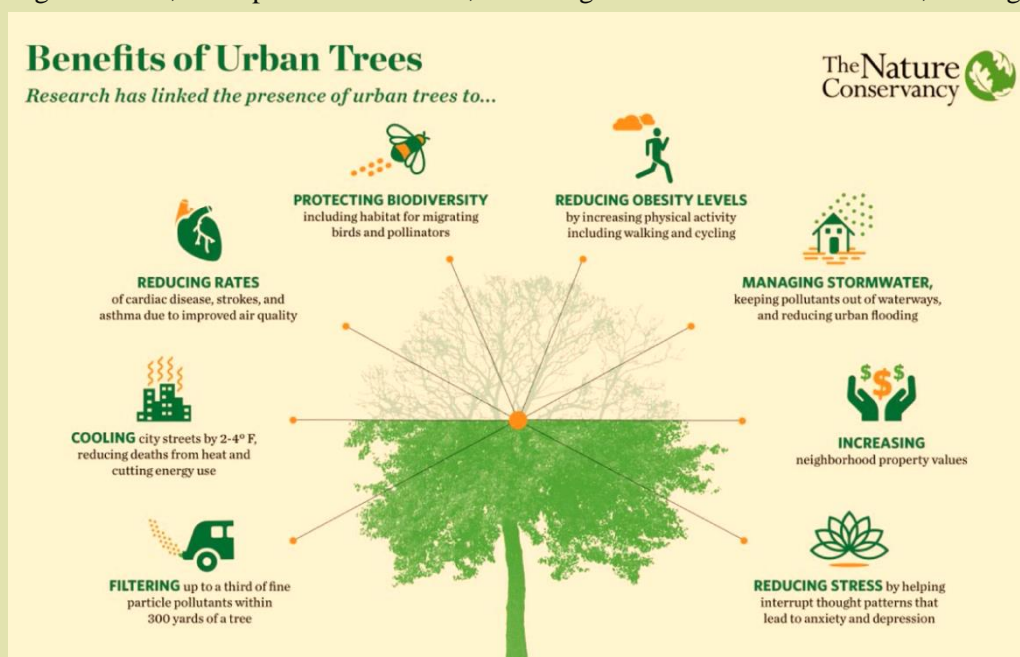 Benefits of Urban Trees
Research has linked the presence of urban trees to...
The Nature
Conservancy
PROTECTING BIODIVERSITY
including habitat for migrating
birds and pollinators
REDUCING OBESITY LEVELS
by increasing physical activity
including walking and cycling
REDUCING RATES
of cardiac disease, strokes, and
asthma due to improved air quality
MANAGING STORMWATER,
keeping pollutants out of waterways,
and reducing urban flooding
COOLING city streets by 2-4° F,
reducing deaths from heat and
cutting energy use
$ $ $
INCREASING
neighborhood property values
FILTERING up to a third of fine
particle pollutants within
300 yards of a tree
REDUCING STRESS by helping
interrupt thought patterns that
lead to anxiety and depression